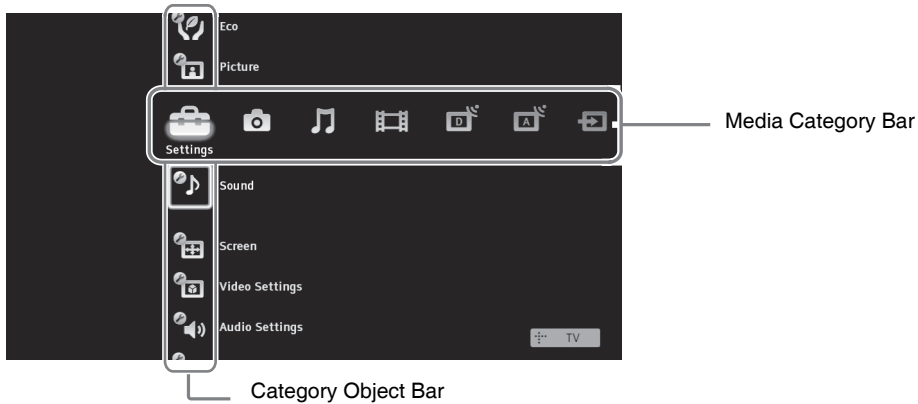 Eco
Picture
D
A
Media Category Bar
Settings
Sound
Screen
Video Settings
Audio Settings
TV
Category Object Bar